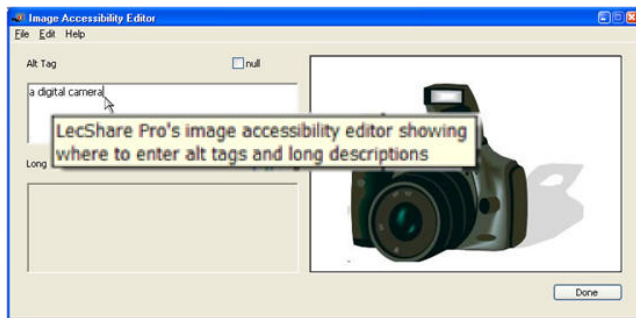 Image Accessibility Editor
File Edit Help
Alt Tag
null
a digital camera
LecShare Pro's image accessibility editor showing
where to enter alt tags and long descriptions
Long
Done